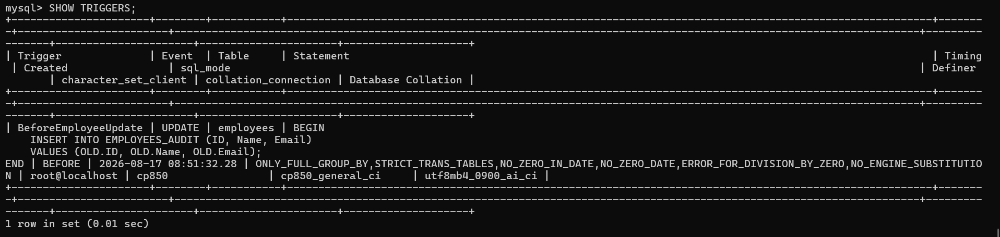 mysql> SHOW TRIGGERS;
+----------------------+--------+-----------+-------------------------------------------------------------------------------------------------------+-------
-+------------------------+-----------------------------------------------------------------------------------------------------------------------+---------
-------+----------------------+----------------------+--------------------+
| Trigger              | Event  | Table     | Statement                                                                                             | Timing
 | Created                | sql_mode                                                                                                              | Definer
       | character_set_client | collation_connection | Database Collation |
+----------------------+--------+-----------+-------------------------------------------------------------------------------------------------------+-------
-+------------------------+-----------------------------------------------------------------------------------------------------------------------+---------
-------+----------------------+----------------------+--------------------+
| BeforeEmployeeUpdate | UPDATE | employees | BEGIN
    INSERT INTO EMPLOYEES_AUDIT (ID, Name, Email)
    VALUES (OLD.ID, OLD.Name, OLD.Email);
END | BEFORE | 2026-08-17 08:51:32.28 | ONLY_FULL_GROUP_BY,STRICT_TRANS_TABLES,NO_ZERO_IN_DATE,NO_ZERO_DATE,ERROR_FOR_DIVISION_BY_ZERO,NO_ENGINE_SUBSTITUTIO
N | root@localhost | cp850                | cp850_general_ci     | utf8mb4_0900_ai_ci |
+----------------------+--------+-----------+-------------------------------------------------------------------------------------------------------+-------
-+------------------------+-----------------------------------------------------------------------------------------------------------------------+---------
-------+----------------------+----------------------+--------------------+
1 row in set (0.01 sec)